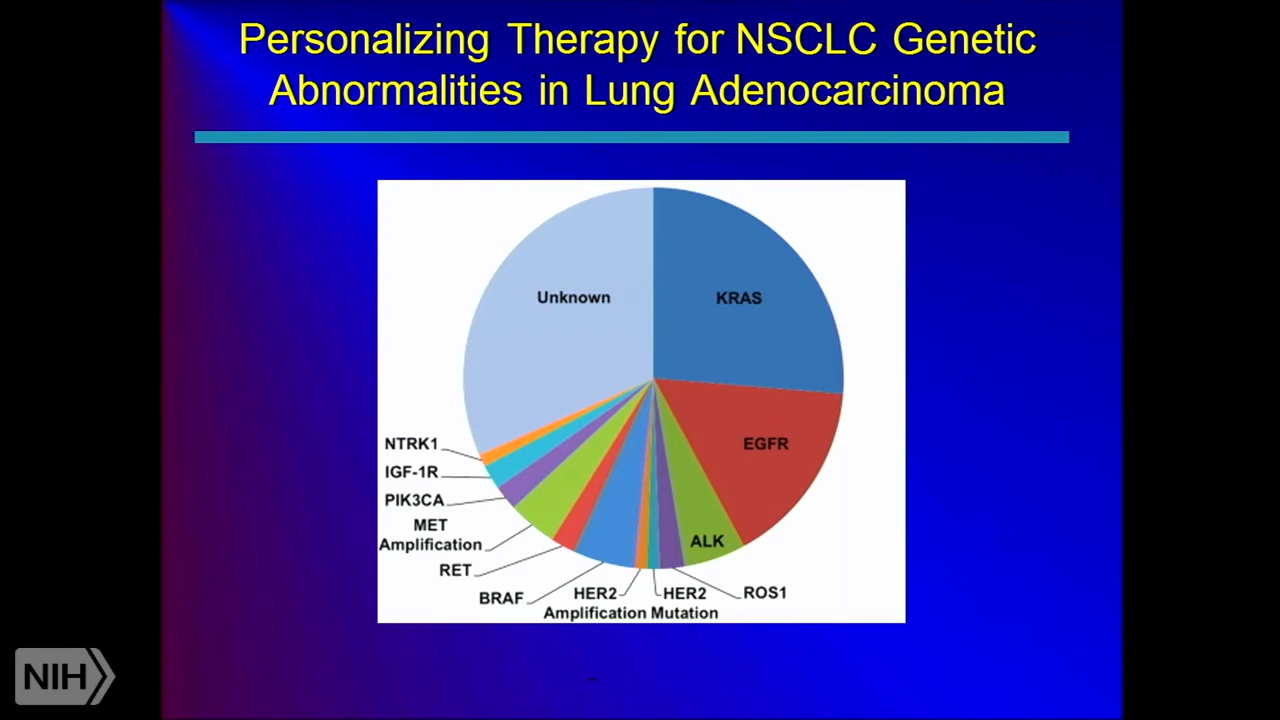 Personalizing Therapy for NSCLC Genetic
Abnormalities in Lung Adenocarcinoma
Unknown
KRAS
EGFR
ALK
ROS1
HER2
Mutation
HER2
Amplification
BRAF
RET
MET
Amplification
PIK3CA
IGF-1R
NTRK1
NIH